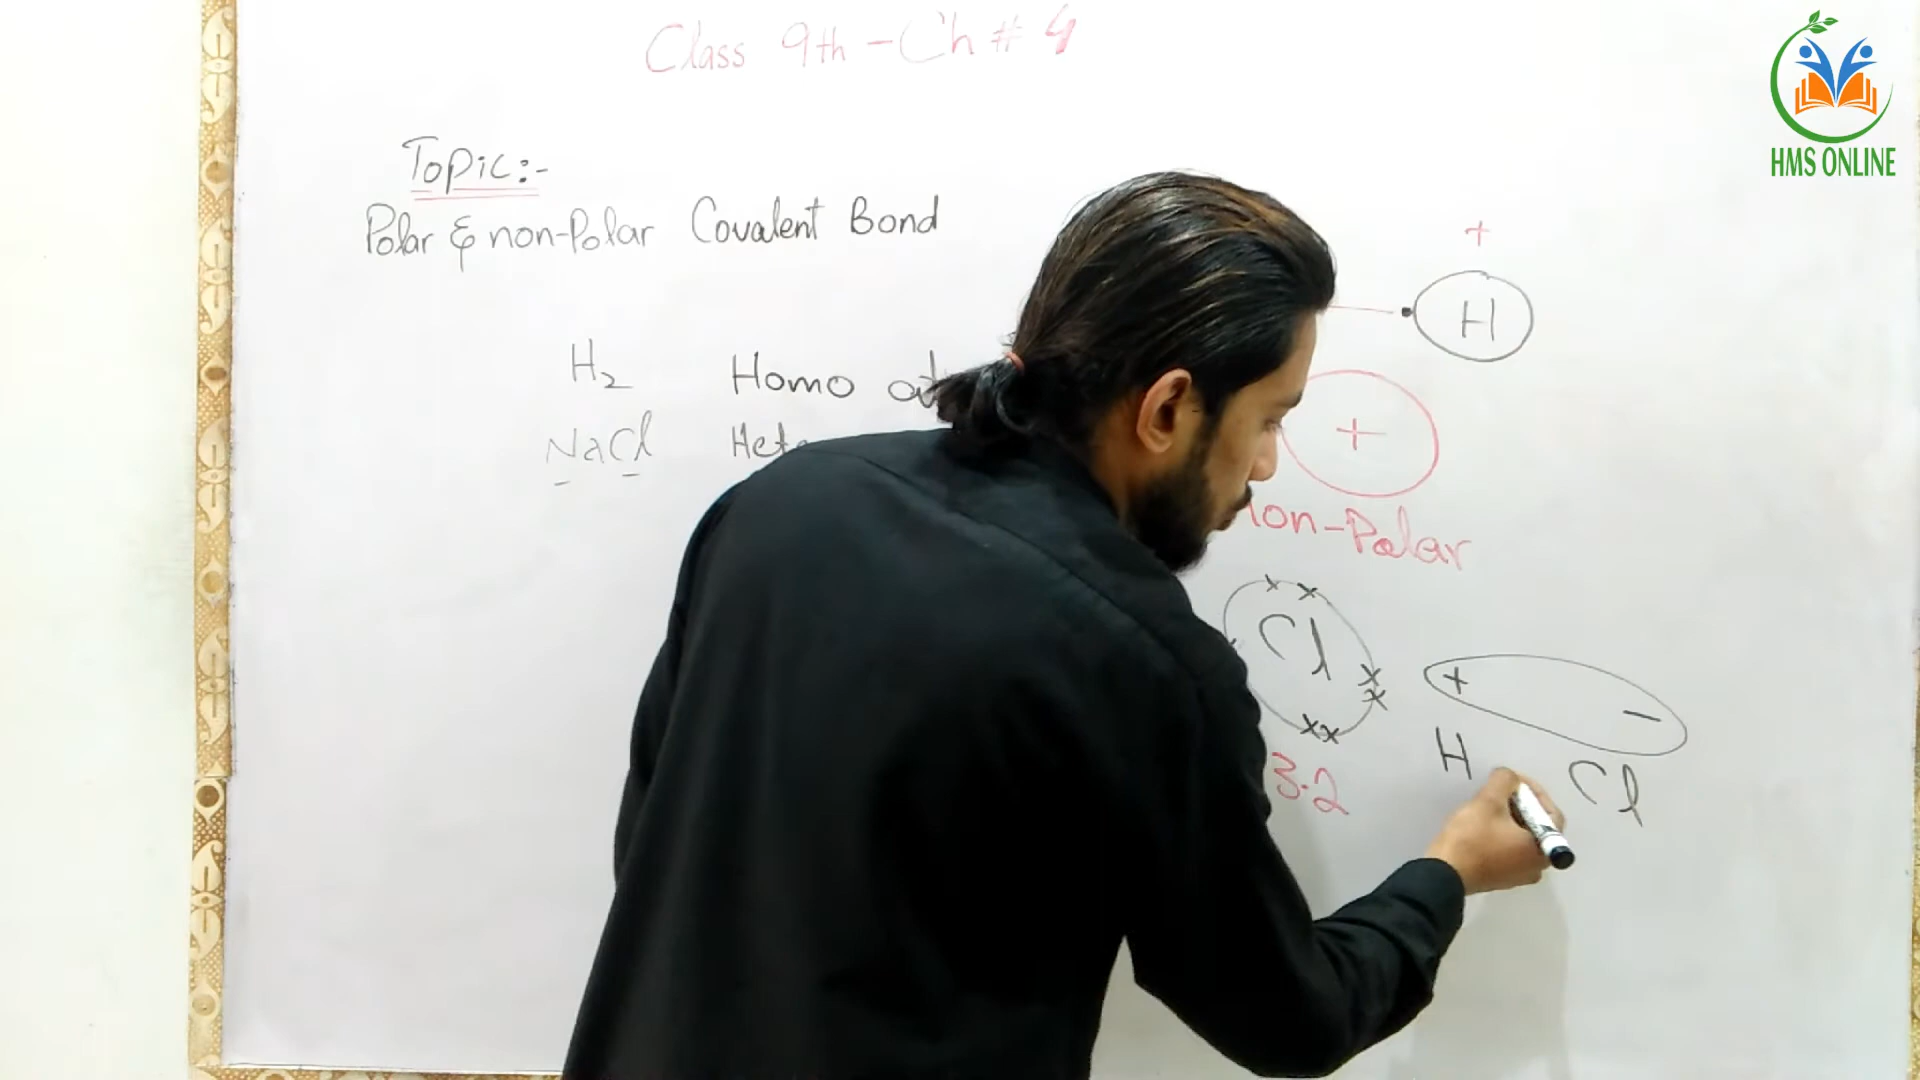 Class 9th - Ch # 4
HMS ONLINE
Topic:-
Polar & non-Polar Covalent Bond
+
H
H2 Homo
+
NaCl
non-Polar
Cl
+ -
H Cl
3.2